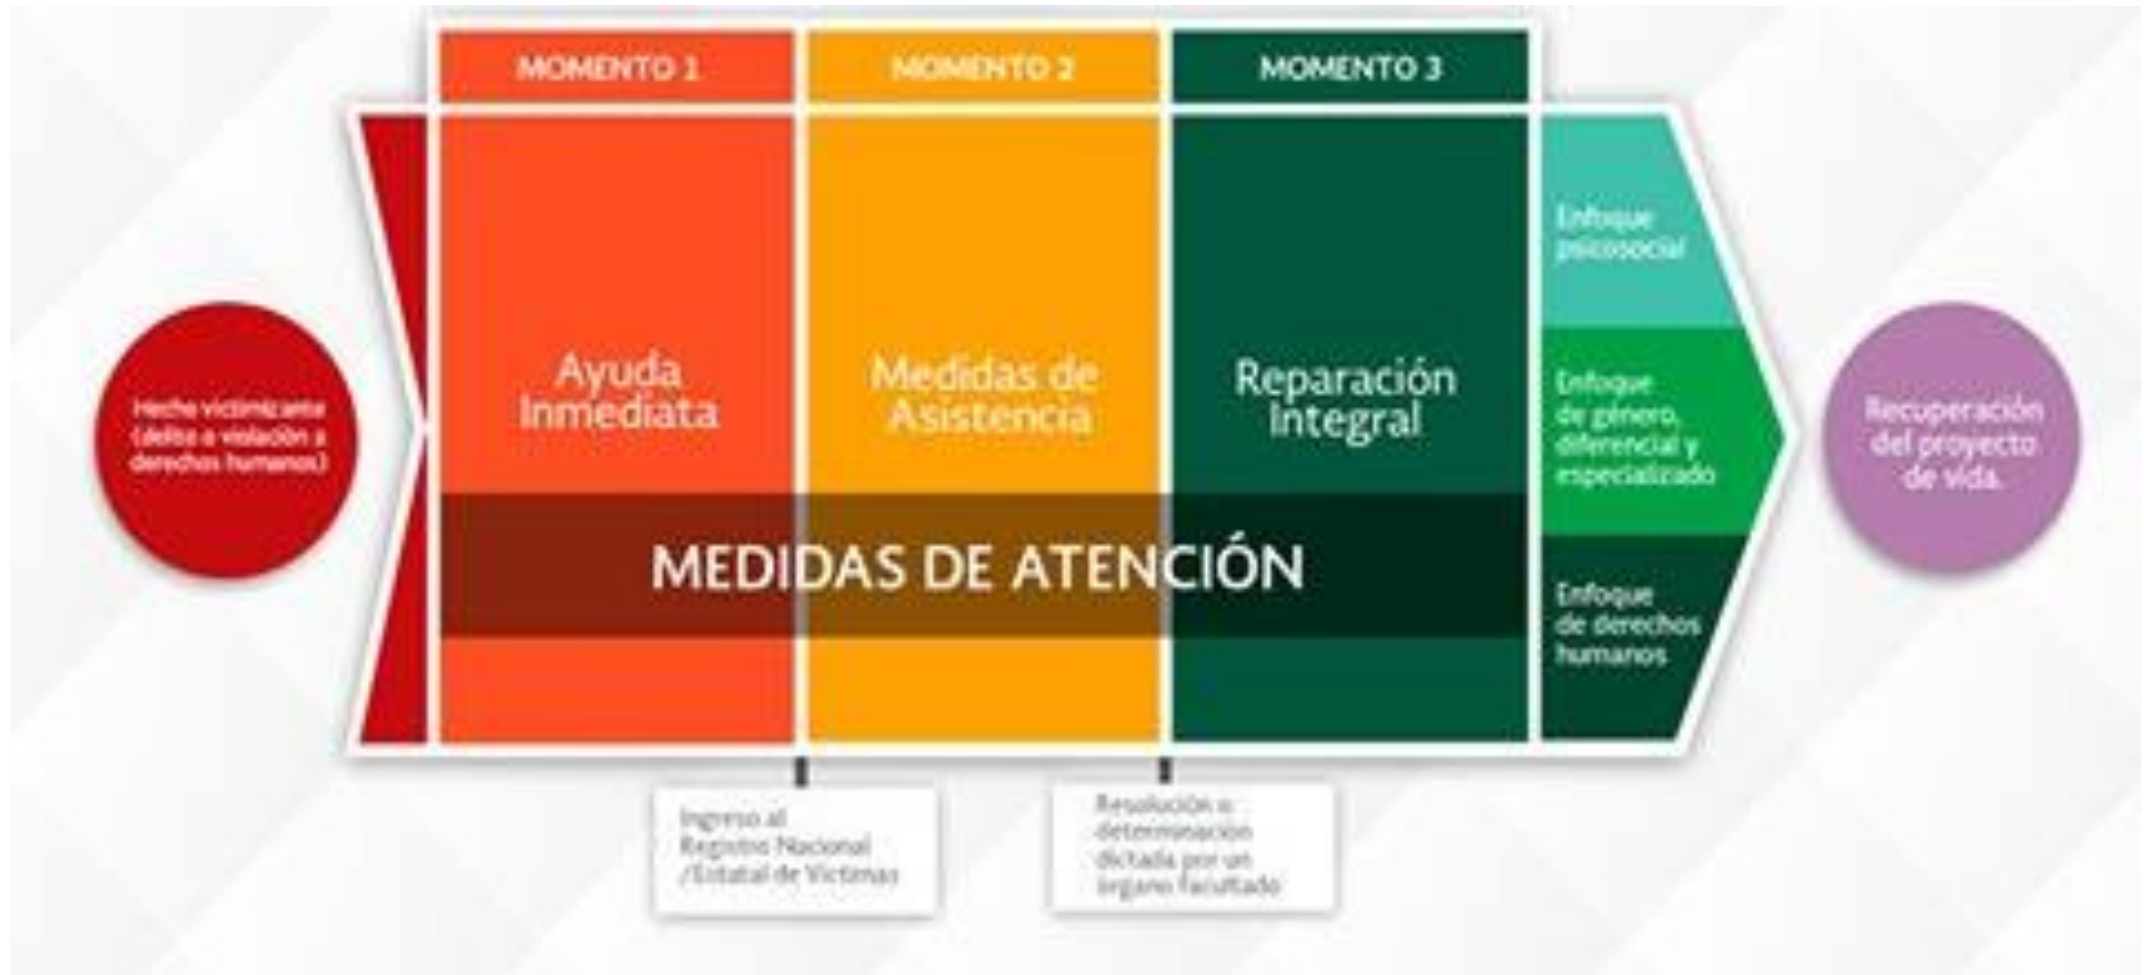 MOMENTO 1
MOMENTO 2
MOMENTO 3
Hecho victimizante
(delito o violación a
derechos humanos)
Ayuda
Inmediata
Medidas de
Asistencia
Reparación
Integral
MEDIDAS DE ATENCIÓN
Enfoque
psicosocial
Enfoque
de género,
diferencial y
especializado
Enfoque
de derechos
humanos
Recuperación
del proyecto
de vida.
Ingreso al
Registro Nacional
/Estatal de Víctimas
Resolución o
determinación
dictada por un
órgano facultado